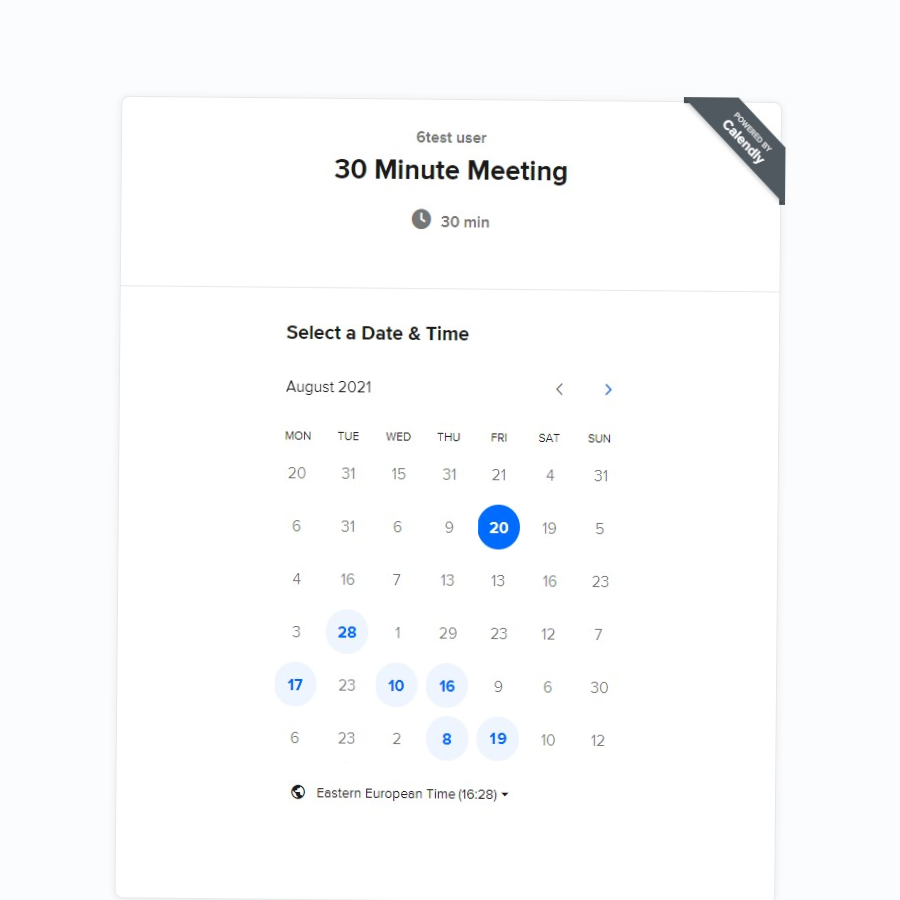 POWERED BY
Calendly
6test user
30 Minute Meeting
30 min
Select a Date & Time
August 2021
MON TUE WED THU FRI SAT SUN
20 31 15 31 21 4 31
6 31 6 9 20 19 5
4 16 7 13 13 16 23
3 28 1 29 23 12 7
17 23 10 16 9 6 30
6 23 2 8 19 10 12
Eastern European Time (16:28)